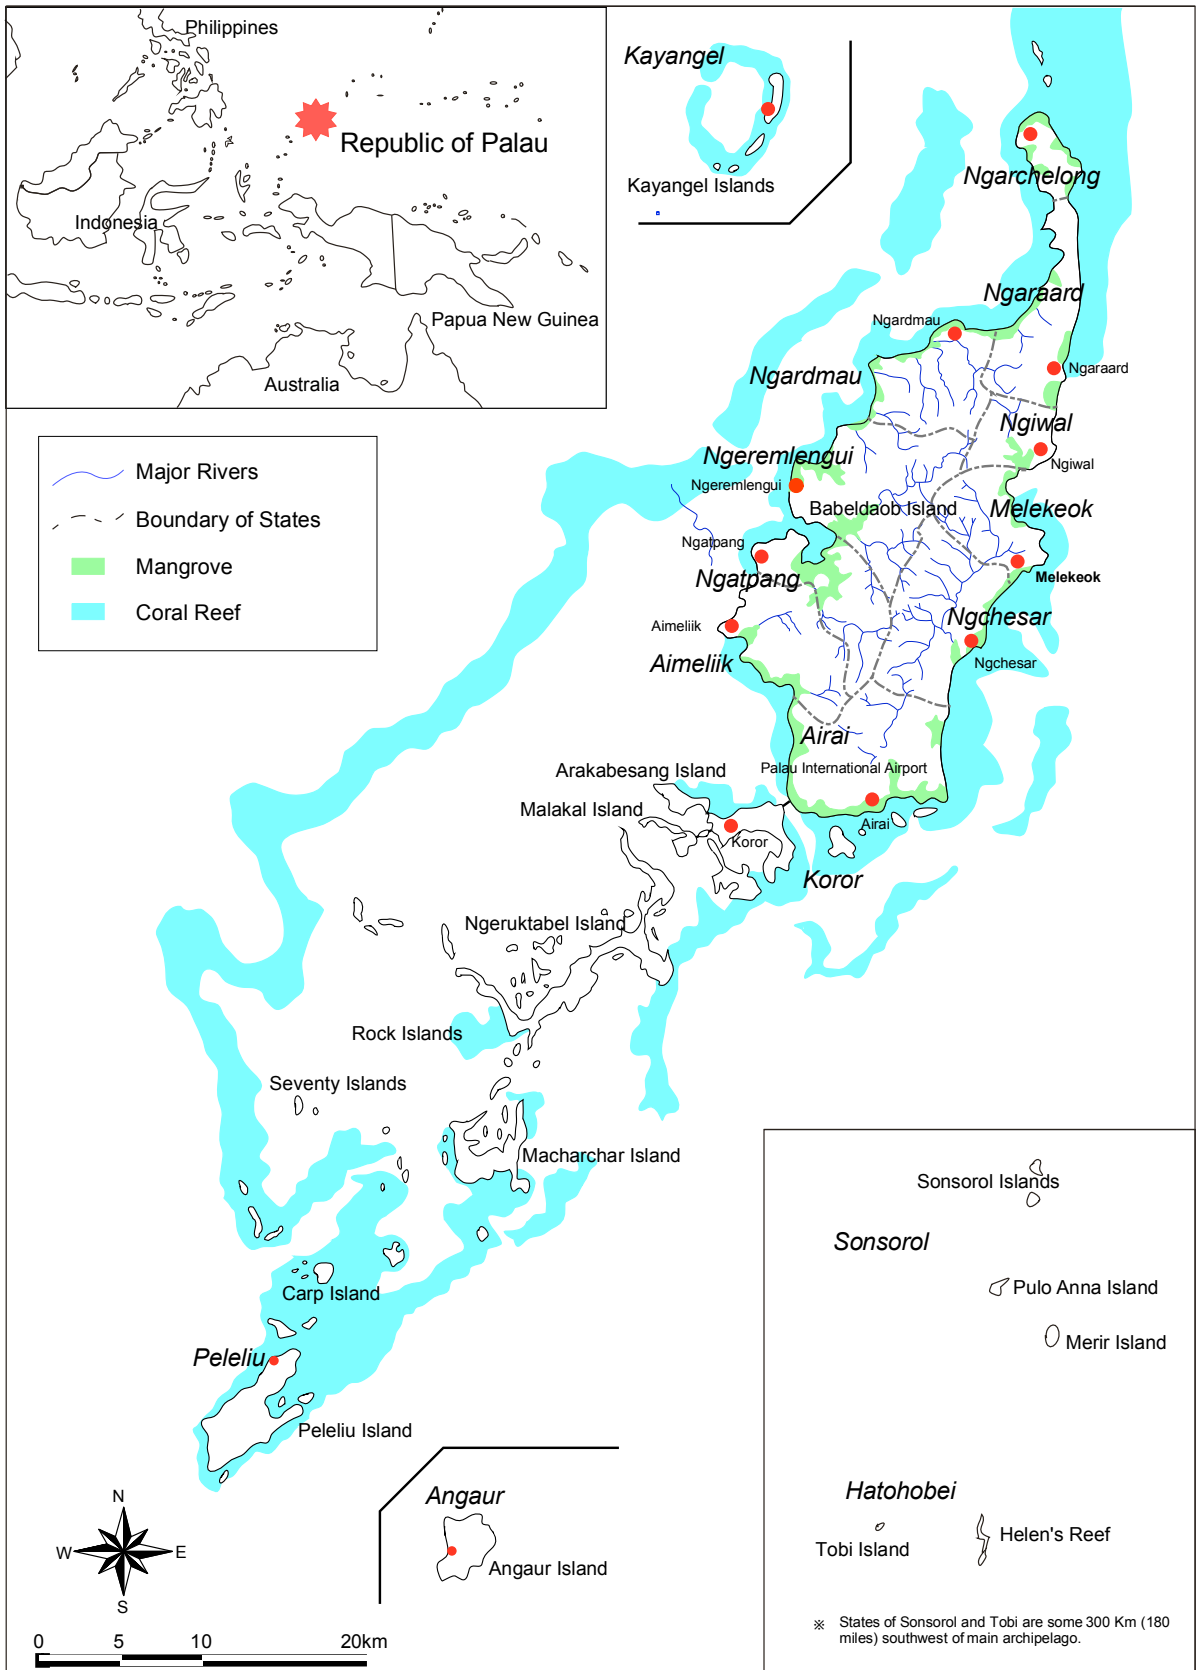 Philippines
Republic of Palau
Indonesia
Papua New Guinea
Australia
Kayangel
Kayangel Islands
Ngarchelong
Ngaraard
Ngardmau
Ngaraard
Ngardmau
Ngiwal
Ngiwal
Ngeremlengui
Ngeremlengui
Babeldaob Island
Melekeok
Melekeok
Ngatpang
Ngatpang
Ngchesar
Ngchesar
Aimeliik
Aimeliik
Airai
Palau International Airport
Airai
Major Rivers
Boundary of States
Mangrove
Coral Reef
Arakabesang Island
Malakal Island
Koror
Koror
Ngeruktabel Island
Rock Islands
Seventy Islands
Macharchar Island
Carp Island
Peleliu
Peleliu Island
Angaur
Angaur Island
Sonsorol Islands
Sonsorol
Pulo Anna Island
Merir Island
Hatohobei
Tobi Island
Helen's Reef
※ States of Sonsorol and Tobi are some 300 Km (180
miles) southwest of main archipelago.
N
W E
S
0 5 10 20km